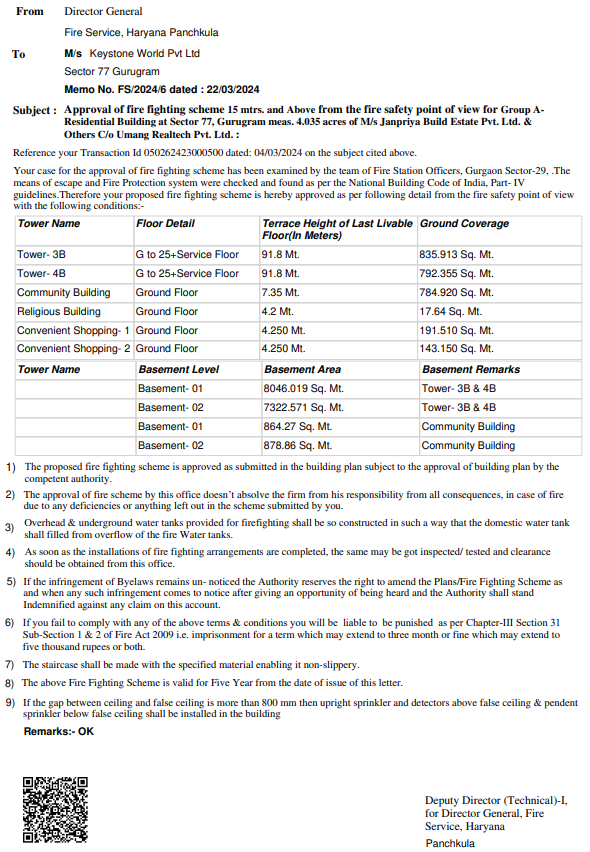 From Director General
Fire Service, Haryana Panchkula
To M/s Keystone World Pvt Ltd
Sector 77 Gurugram
Memo No. FS/2024/6 dated : 22/03/2024
Subject : Approval of fire fighting scheme 15 mtrs. and Above from the fire safety point of view for Group A-
Residential Building at Sector 77, Gurugram meas. 4.035 acres of M/s Janpriya Build Estate Pvt. Ltd. &
Others C/o Umang Realtech Pvt. Ltd. :
Reference your Transaction Id 050262423000500 dated: 04/03/2024 on the subject cited above.
Your case for the approval of fire fighting scheme has been examined by the team of Fire Station Officers, Gurgaon Sector-29, .The
means of escape and Fire Protection system were checked and found as per the National Building Code of India, Part- IV
guidelines.Therefore your proposed fire fighting scheme is hereby approved as per following detail from the fire safety point of view
with the following conditions:-
Tower Name Floor Detail Terrace Height of Last Livable Ground Coverage
Floor(In Meters)
Tower- 3B G to 25+Service Floor 91.8 Mt. 835.913 Sq. Mt.
Tower- 4B G to 25+Service Floor 91.8 Mt. 792.355 Sq. Mt.
Community Building Ground Floor 7.35 Mt. 784.920 Sq. Mt.
Religious Building Ground Floor 4.2 Mt. 17.64 Sq. Mt.
Convenient Shopping- 1 Ground Floor 4.250 Mt. 191.510 Sq. Mt.
Convenient Shopping- 2 Ground Floor 4.250 Mt. 143.150 Sq. Mt.
Tower Name Basement Level Basement Area Basement Remarks
Basement- 01 8046.019 Sq. Mt. Tower- 3B & 4B
Basement- 02 7322.571 Sq. Mt. Tower- 3B & 4B
Basement- 01 864.27 Sq. Mt. Community Building
Basement- 02 878.86 Sq. Mt. Community Building
1) The proposed fire fighting scheme is approved as submitted in the building plan subject to the approval of building plan by the
competent authority.
2) The approval of fire scheme by this office doesn't absolve the firm from his responsibility from all consequences, in case of fire
due to any deficiencies or anything left out in the scheme submitted by you.
3) Overhead & underground water tanks provided for firefighting shall be so constructed in such a way that the domestic water tank
shall filled from overflow of the fire Water tanks.
4) As soon as the installations of fire fighting arrangements are completed, the same may be got inspected/ tested and clearance
should be obtained from this office.
5) If the infringement of Byelaws remains un- noticed the Authority reserves the right to amend the Plans/Fire Fighting Scheme as
and when any such infringement comes to notice after giving an opportunity of being heard and the Authority shall stand
Indemnified against any claim on this account.
6) If you fail to comply with any of the above terms & conditions you will be liable to be punished as per Chapter-III Section 31
Sub-Section 1 & 2 of Fire Act 2009 i.e. imprisonment for a term which may extend to three month or fine which may extend to
five thousand rupees or both.
7) The staircase shall be made with the specified material enabling it non-slippery.
8) The above Fire Fighting Scheme is valid for Five Year from the date of issue of this letter.
9) If the gap between ceiling and false ceiling is more than 800 mm then upright sprinkler and detectors above false ceiling & pendent
sprinkler below false ceiling shall be installed in the building
Remarks:- OK
Deputy Director (Technical)-I,
for Director General, Fire
Service, Haryana
Panchkula